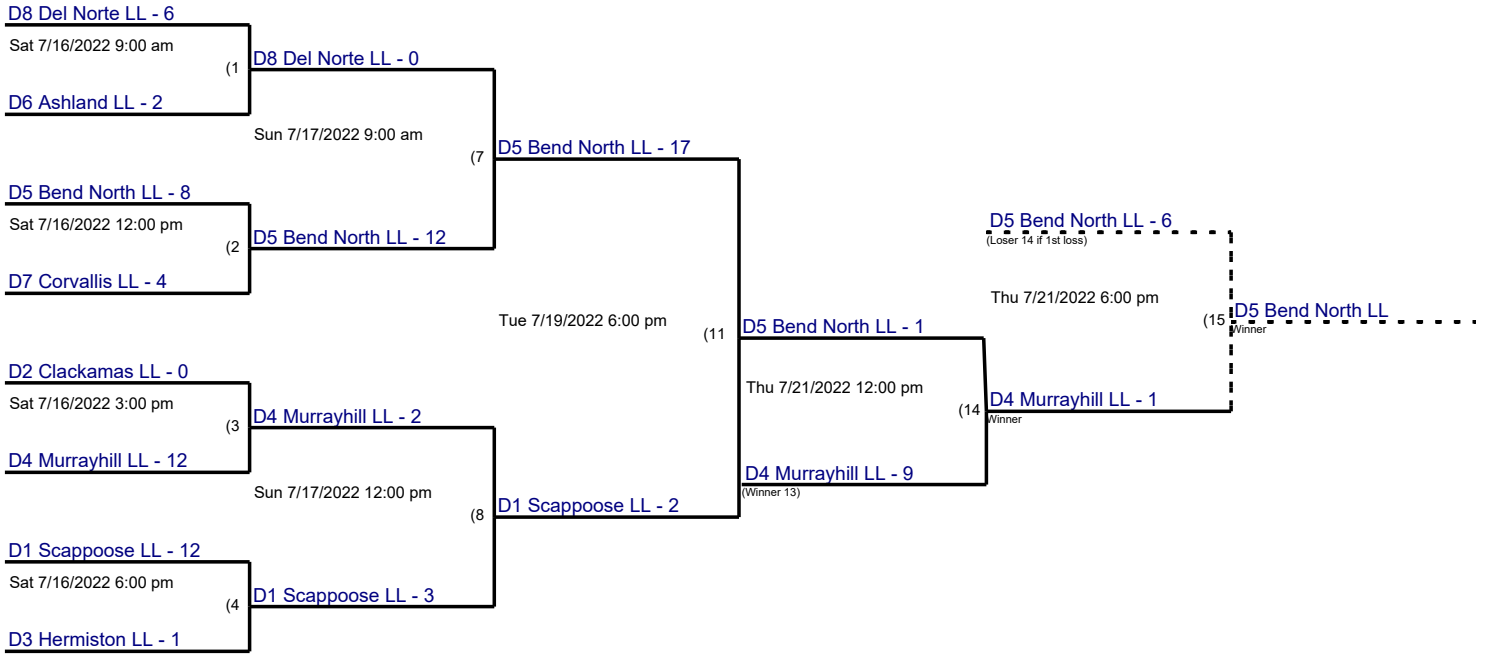 D8 Del Norte LL - 6
Sat 7/16/2022 9:00 am
(1
D6 Ashland LL - 2
D8 Del Norte LL - 0
Sun 7/17/2022 9:00 am
(7
D5 Bend North LL - 8
Sat 7/16/2022 12:00 pm
(2
D7 Corvallis LL - 4
D5 Bend North LL - 12
D5 Bend North LL - 17
Tue 7/19/2022 6:00 pm
(11
D2 Clackamas LL - 0
Sat 7/16/2022 3:00 pm
(3
D4 Murrayhill LL - 12
D4 Murrayhill LL - 2
Sun 7/17/2022 12:00 pm
(8
D1 Scappoose LL - 12
Sat 7/16/2022 6:00 pm
(4
D3 Hermiston LL - 1
D1 Scappoose LL - 3
D1 Scappoose LL - 2
D5 Bend North LL - 1
Thu 7/21/2022 12:00 pm
(14
D4 Murrayhill LL - 9
(Winner 13)
D5 Bend North LL - 6
(Loser 14 if 1st loss)
Thu 7/21/2022 6:00 pm
(15
D4 Murrayhill LL - 1
Winner
D5 Bend North LL
Winner